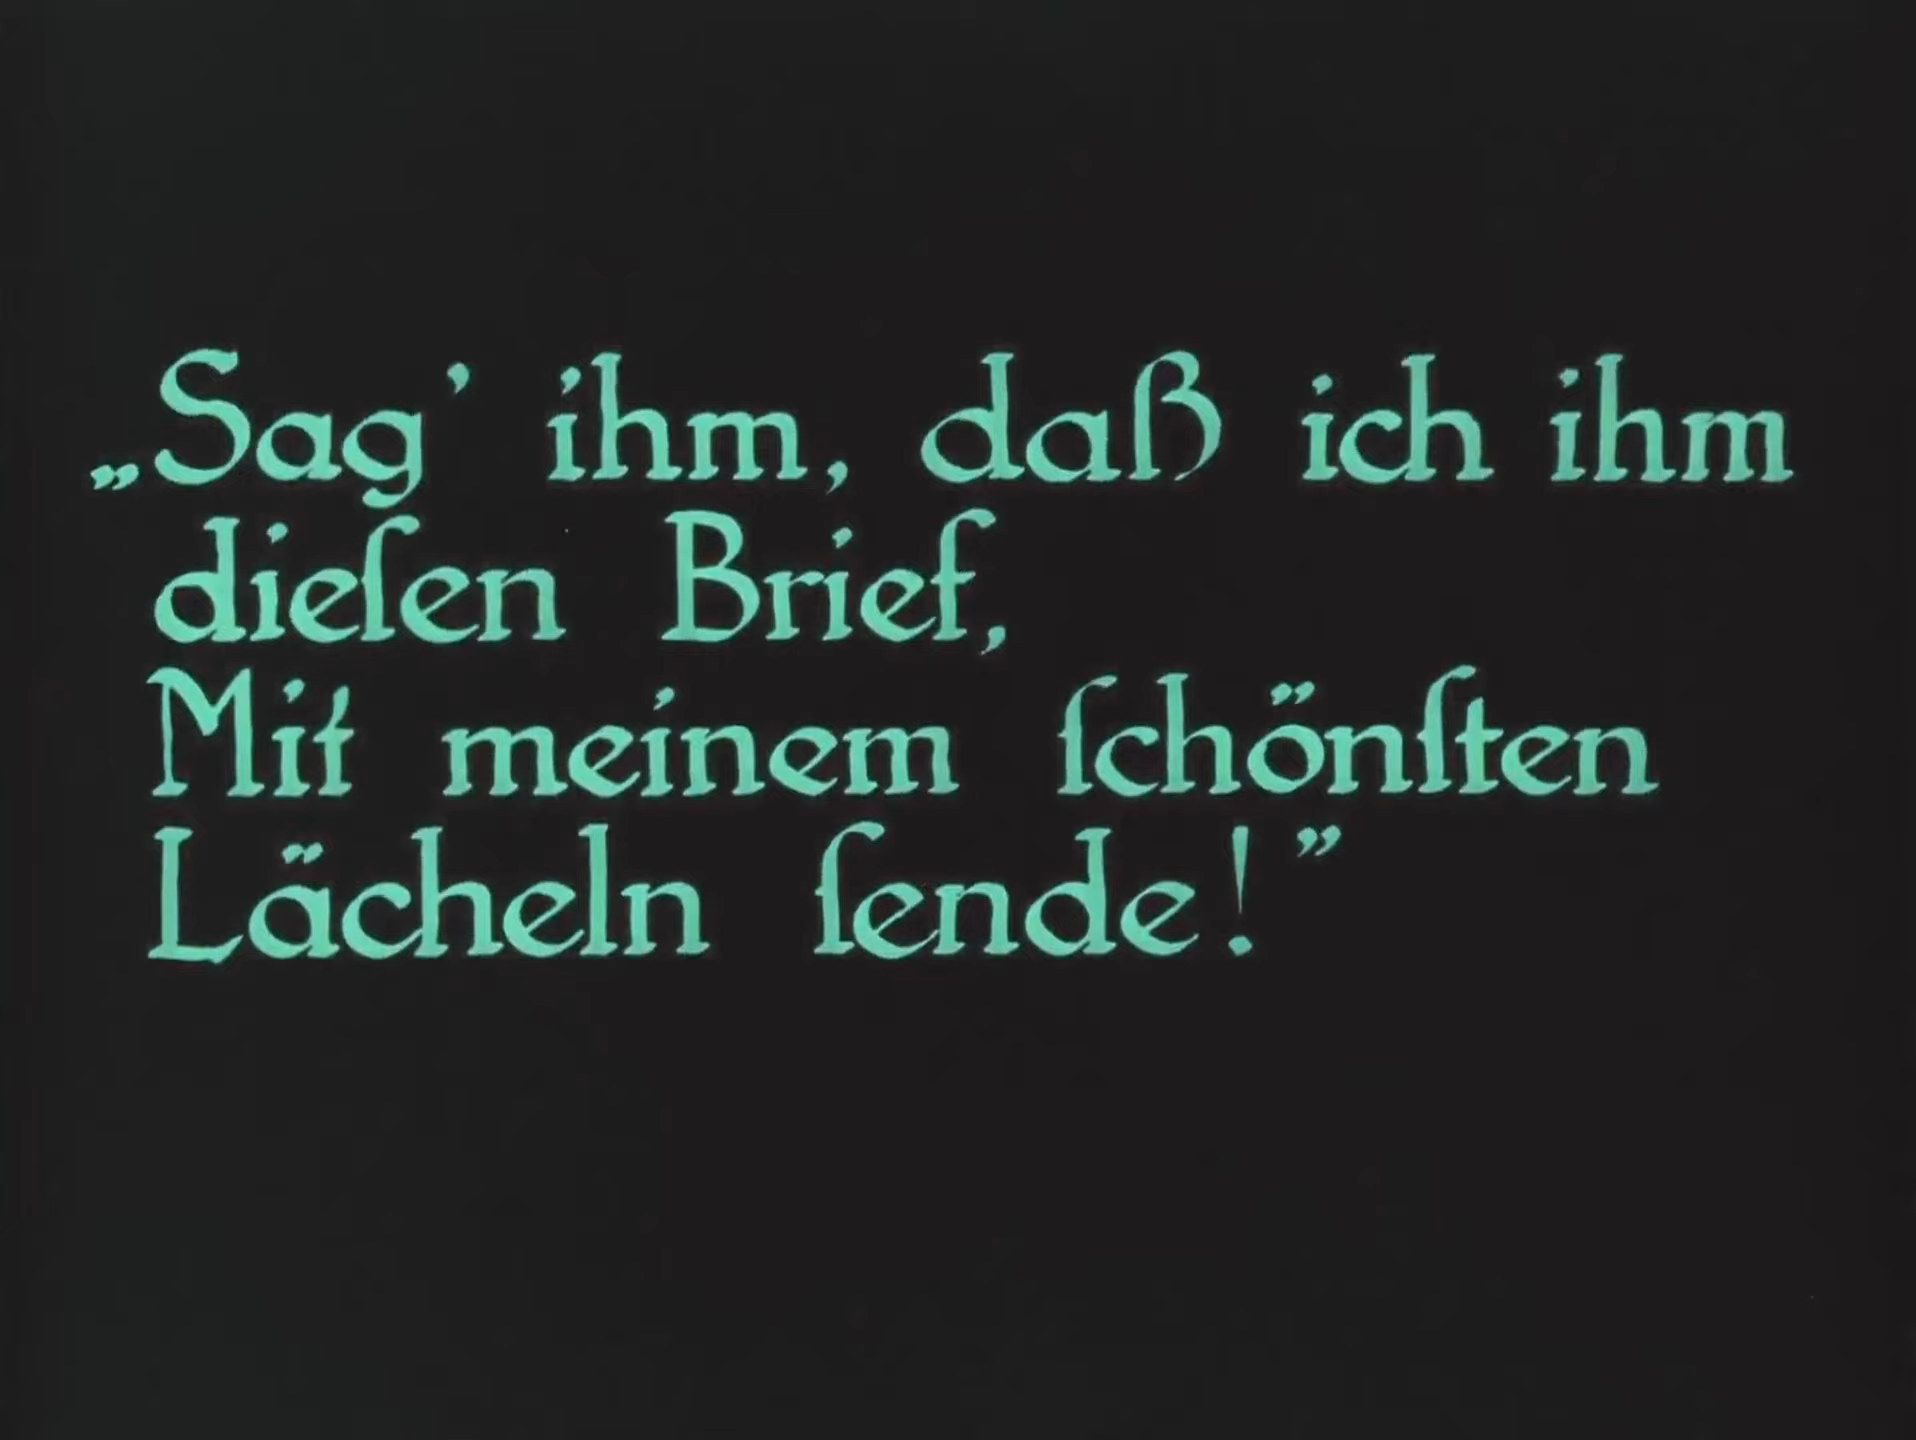 „Sag’ ihm, daß ich ihm
dieſen Brief,
Mit meinem ſchönſten
Lächeln ſende!”